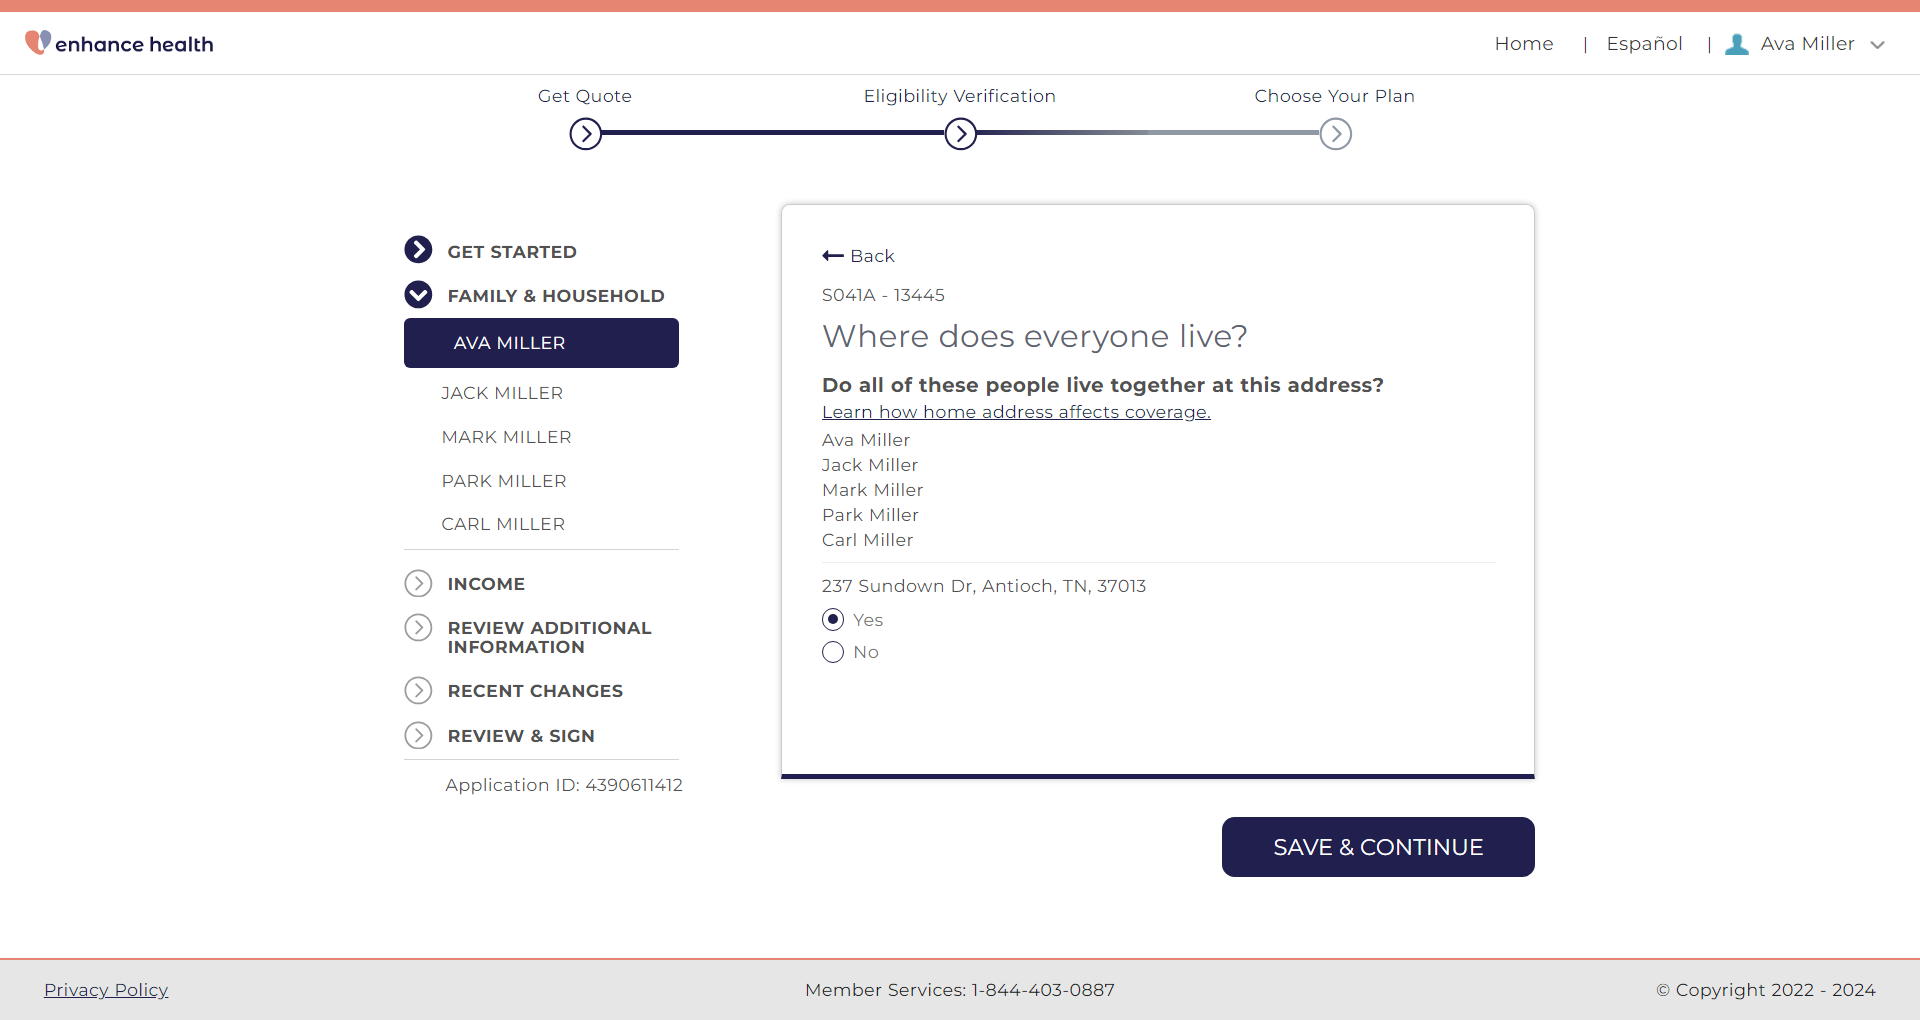 enhance health
Home | Español | Ava Miller
Get Quote
Eligibility Verification
Choose Your Plan
GET STARTED
FAMILY & HOUSEHOLD
AVA MILLER
JACK MILLER
MARK MILLER
PARK MILLER
CARL MILLER
INCOME
REVIEW ADDITIONAL
INFORMATION
RECENT CHANGES
REVIEW & SIGN
Application ID: 4390611412
Back
S041A - 13445
Where does everyone live?
Do all of these people live together at this address?
Learn how home address affects coverage.
Ava Miller
Jack Miller
Mark Miller
Park Miller
Carl Miller
237 Sundown Dr, Antioch, TN, 37013
Yes
No
SAVE & CONTINUE
Privacy Policy
Member Services: 1-844-403-0887
© Copyright 2022 - 2024